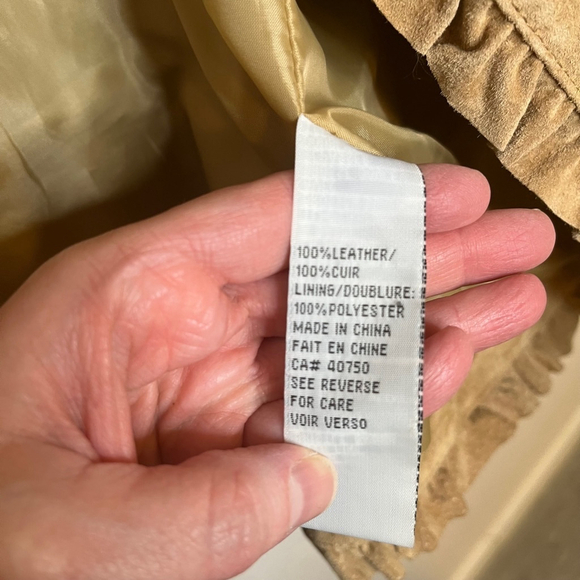 100%LEATHER/
100%CUIR
LINING/DOUBLURE:
100%POLYESTER
MADE IN CHINA
FAIT EN CHINE
CA# 40750
SEE REVERSE
FOR CARE
VOIR VERSO